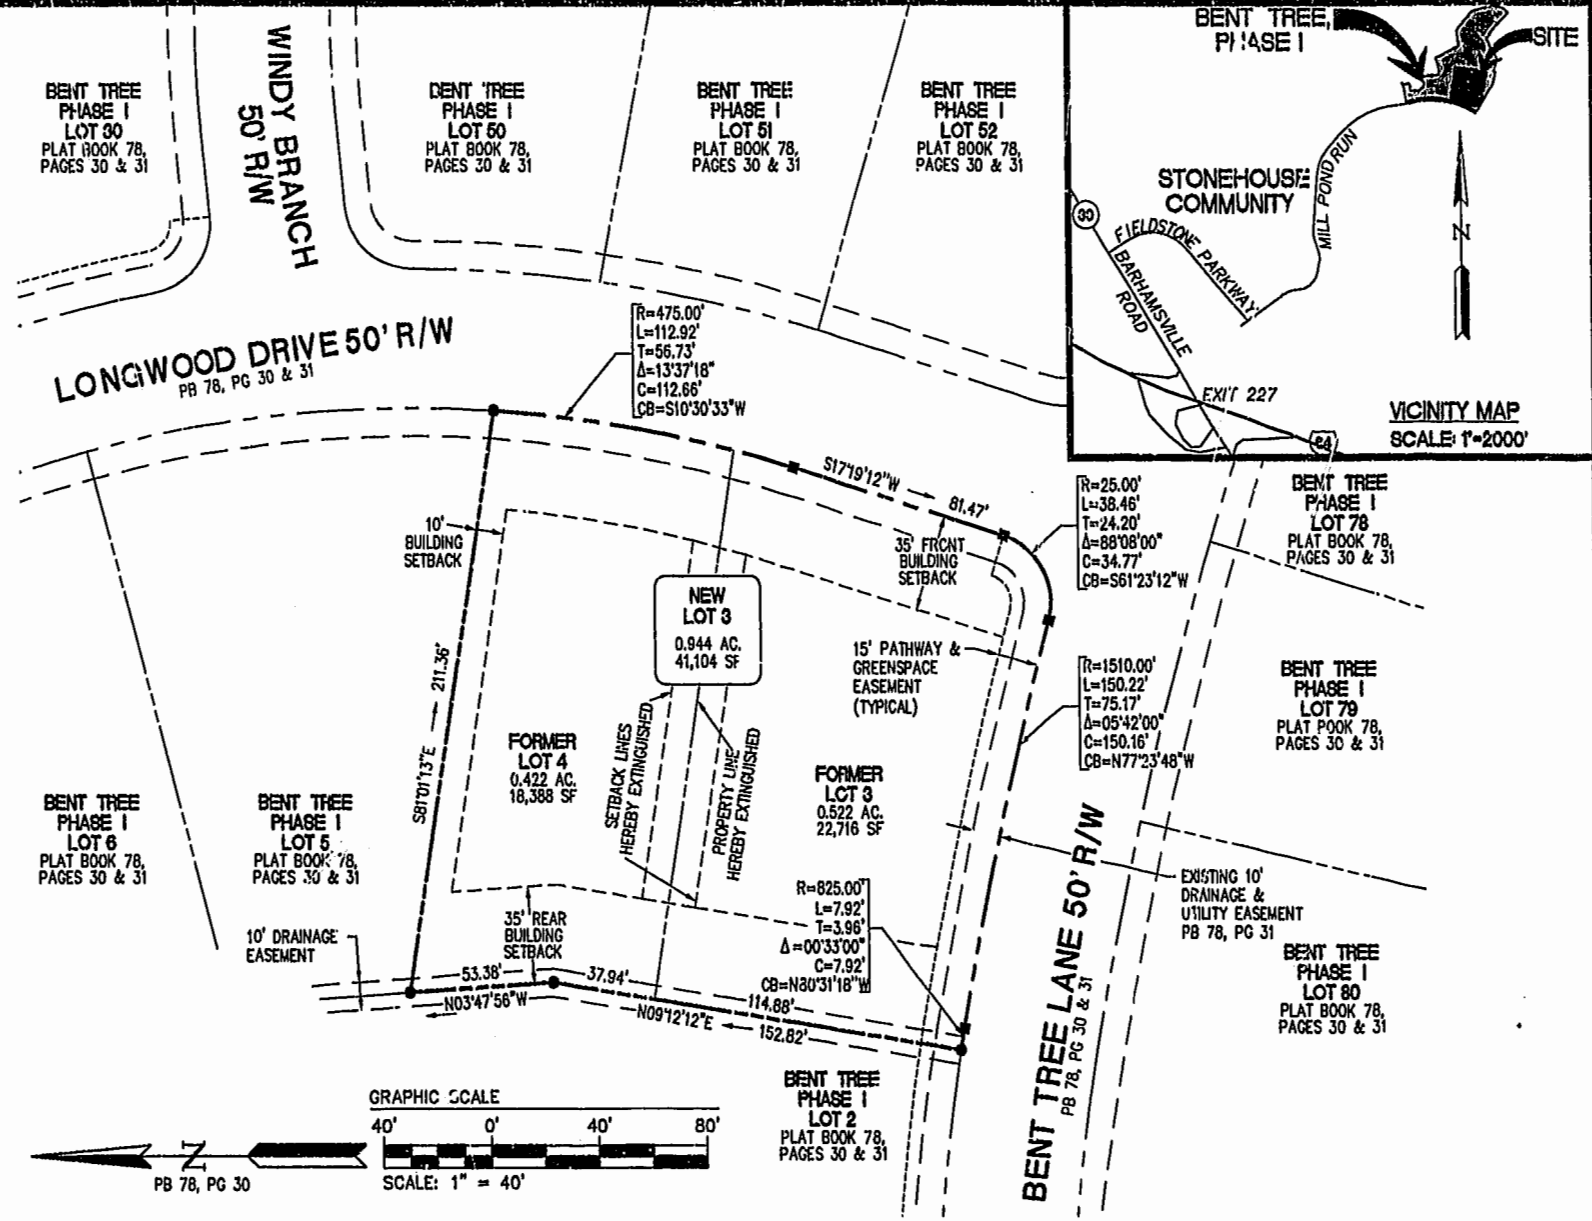 BENT TREE
PHASE I
LOT 30
PLAT BOOK 78,
PAGES 30 & 31
WINDY BRANCH
50' R/W
BENT TREE
PHASE I
LOT 50
PLAT BOOK 78,
PAGES 30 & 31
BENT TREE
PHASE I
LOT 51
PLAT BOOK 78,
PAGES 30 & 31
BENT TREE
PHASE I
LOT 52
PLAT BOOK 78,
PAGES 30 & 31
BENT TREE,
PHASE I
SITE
STONEHOUSE
COMMUNITY
MILL POND RUN
30
FIELDSTONE PARKWAY
BARHAMSVILLE
ROAD
N
EXIT 227
64
VICINITY MAP
SCALE: 1"=2000'
LONGWOOD DRIVE 50' R/W
PB 78, PG 30 & 31
R=475.00'
L=112.92'
T=56.73'
Δ=13°37'18"
C=112.66'
CB=S10°30'33"W
S17°19'12"W
81.47'
R=25.00'
L=38.46'
T=24.20'
Δ=88°08'00"
C=34.77'
CB=S61°23'12"W
BENT TREE
PHASE I
LOT 78
PLAT BOOK 78,
PAGES 30 & 31
10'
BUILDING
SETBACK
35' FRONT
BUILDING
SETBACK
NEW
LOT 3
0.944 AC.
41,104 SF
15' PATHWAY &
GREENSPACE
EASEMENT
(TYPICAL)
R=1510.00'
L=150.22'
T=75.17'
Δ=05°42'00"
C=150.16'
CB=N77°23'48"W
BENT TREE
PHASE I
LOT 79
PLAT BOOK 78,
PAGES 30 & 31
S81°01'13"E
211.36'
FORMER
LOT 4
0.422 AC.
18,388 SF
SETBACK LINES
HEREBY EXTINGUISHED
PROPERTY LINE
HEREBY EXTINGUISHED
FORMER
LOT 3
0.522 AC.
22,716 SF
BENT TREE
PHASE I
LOT 6
PLAT BOOK 78,
PAGES 30 & 31
BENT TREE
PHASE I
LOT 5
PLAT BOOK 78,
PAGES 30 & 31
R=825.00'
L=7.92'
T=3.96'
Δ=00°33'00"
C=7.92'
CB=N80°31'18"W
EXISTING 10'
DRAINAGE &
UTILITY EASEMENT
PB 78, PG 31
10' DRAINAGE
EASEMENT
35' REAR
BUILDING
SETBACK
53.38'
N03°47'56"W
37.94'
114.88'
N09°12'12"E
152.82'
BENT TREE LANE 50' R/W
PB 78, PG 30 & 31
BENT TREE
PHASE I
LOT 80
PLAT BOOK 78,
PAGES 30 & 31
BENT TREE
PHASE I
LOT 2
PLAT BOOK 78,
PAGES 30 & 31
GRAPHIC SCALE
40' 0' 40' 80'
SCALE: 1" = 40'
N
PB 78, PG 30